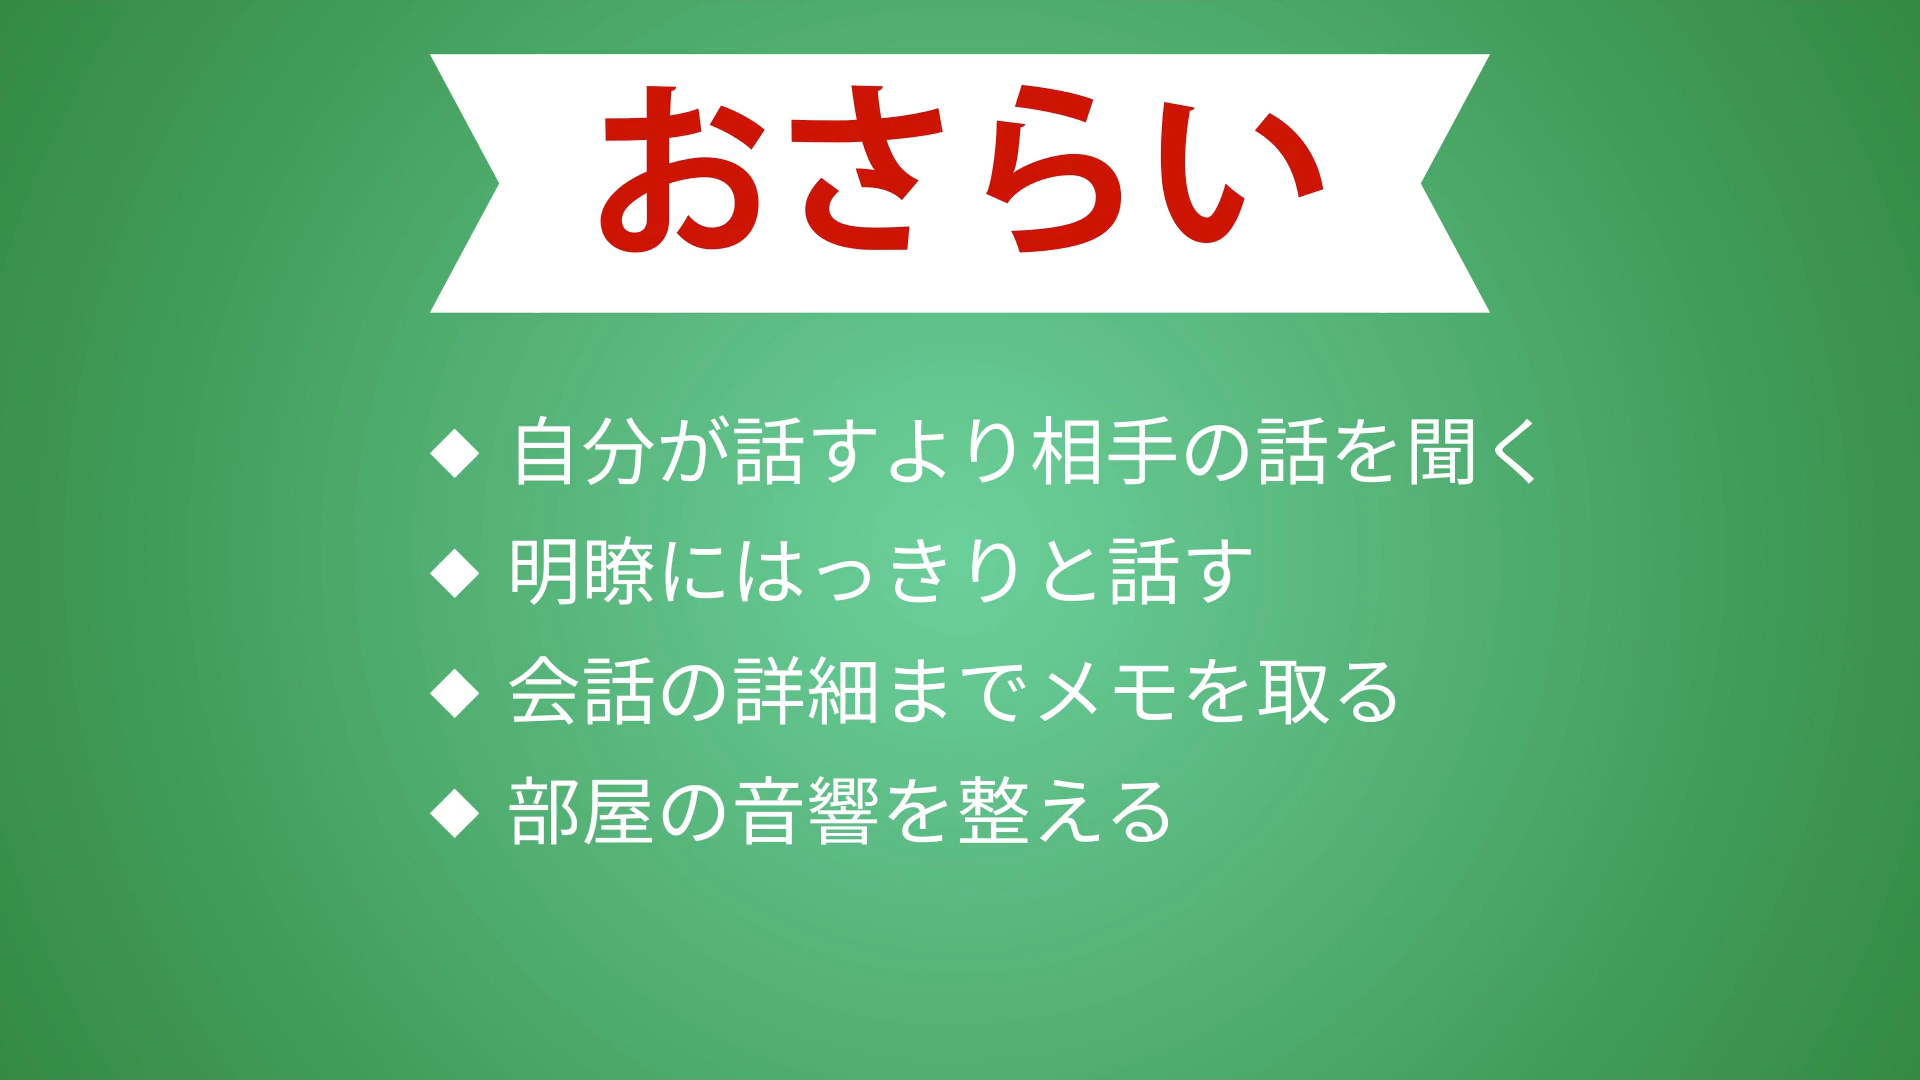 おさらい
◆ 自分が話すより相手の話を聞く
◆ 明瞭にはっきりと話す
◆ 会話の詳細までメモを取る
◆ 部屋の音響を整える